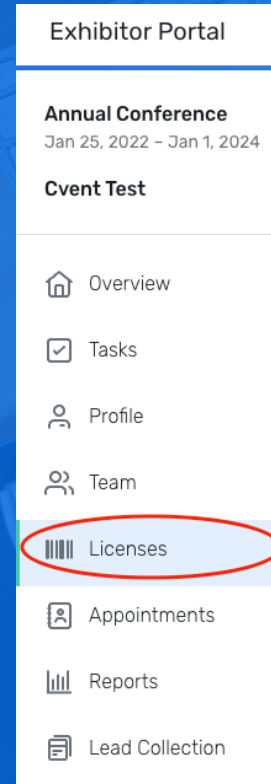 Exhibitor Portal
Annual Conference
Jan 25, 2022 – Jan 1, 2024
Cvent Test
Overview
Tasks
Profile
Team
Licenses
Appointments
Reports
Lead Collection